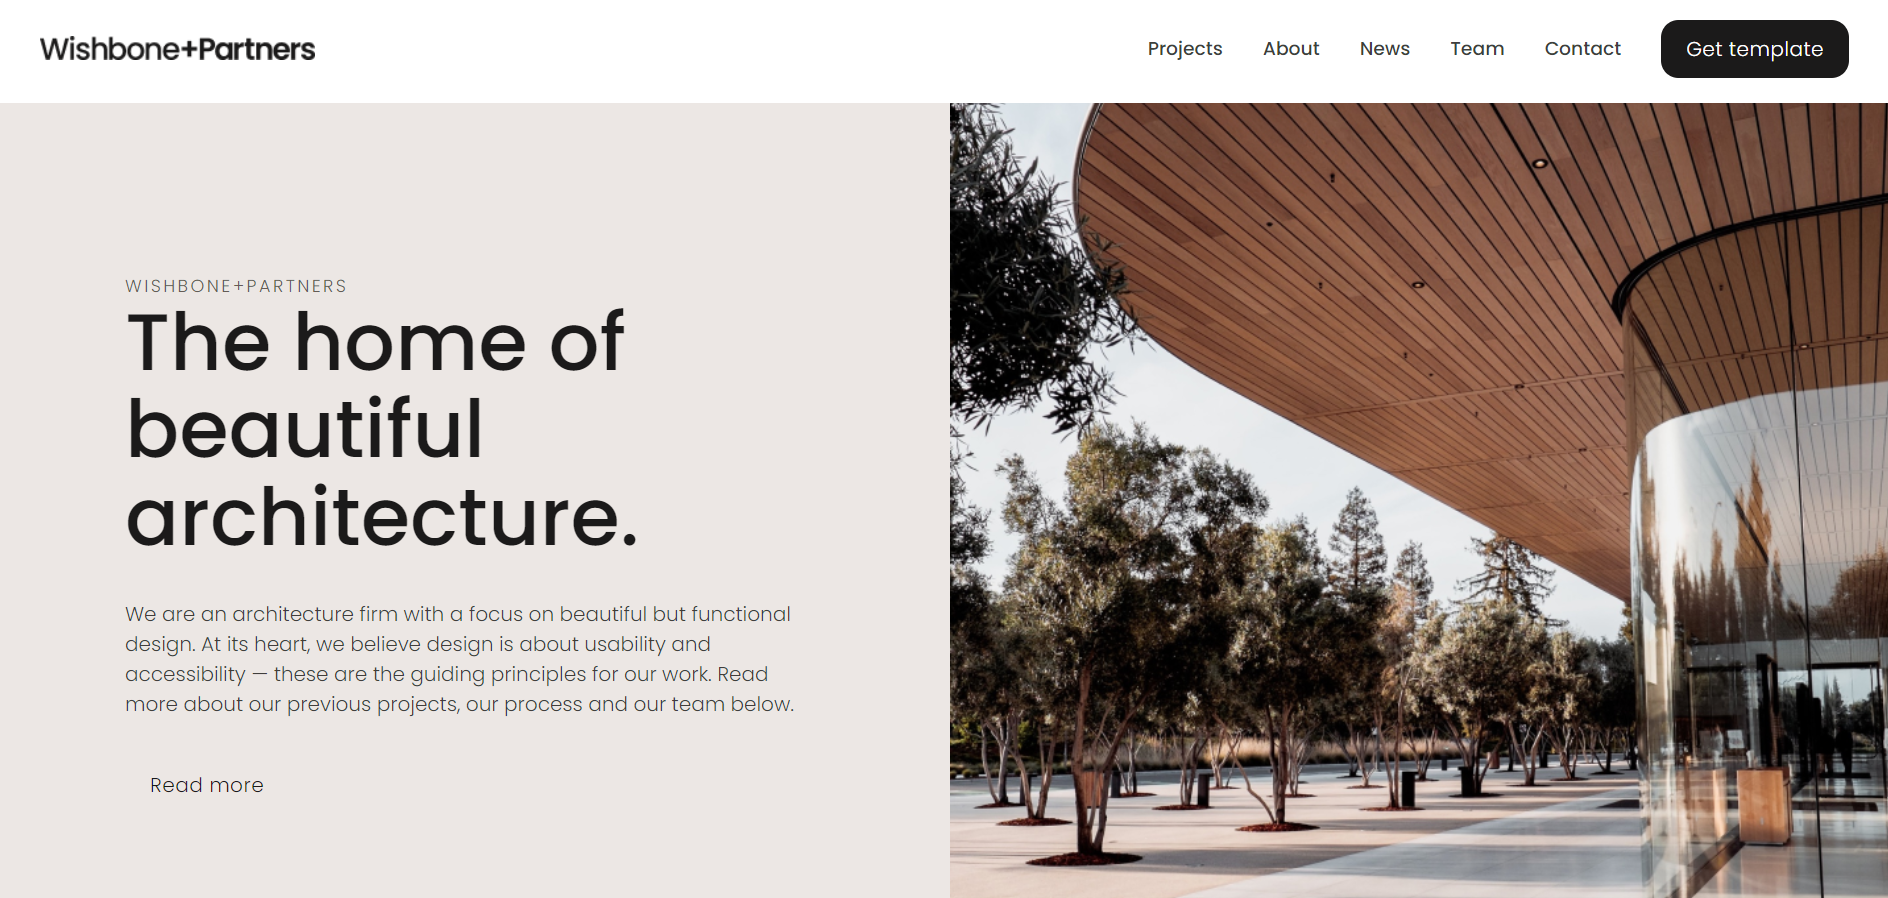 Wishbone+Partners
Projects
About
News
Team
Contact
Get template
WISHBONE+PARTNERS
The home of
beautiful
architecture.
We are an architecture firm with a focus on beautiful but functional
design. At its heart, we believe design is about usability and
accessibility — these are the guiding principles for our work. Read
more about our previous projects, our process and our team below.
Read more